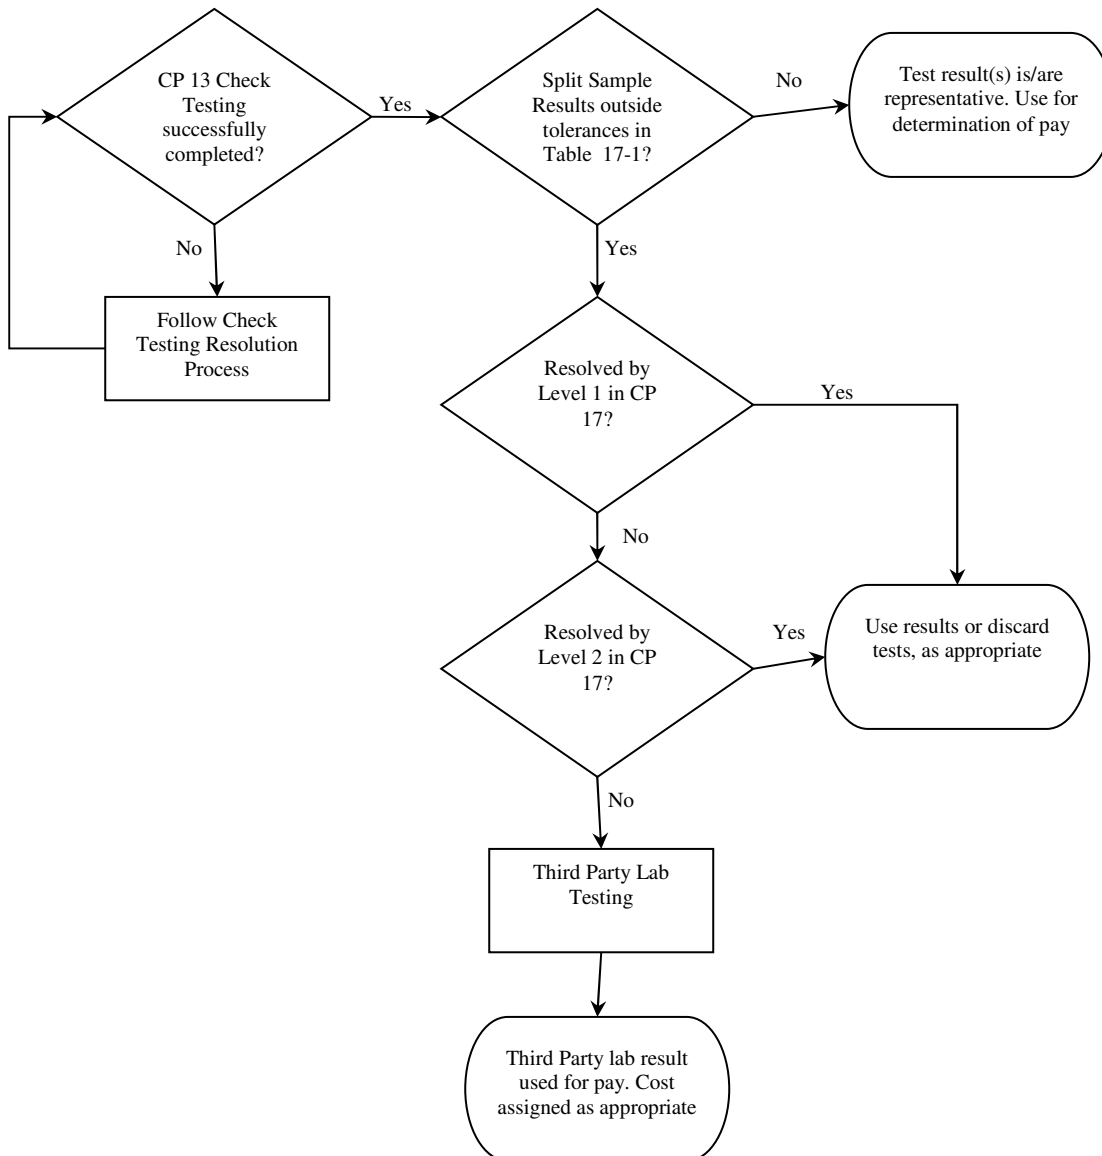 CP 13 Check
Testing
successfully
completed?
Yes
Split Sample
Results outside
tolerances in
Table 17-1?
No
Test result(s) is/are
representative. Use for
determination of pay
No
Yes
Follow Check
Testing Resolution
Process
Resolved by
Level 1 in CP
17?
Yes
No
Resolved by
Level 2 in CP
17?
Yes
Use results or discard
tests, as appropriate
No
Third Party Lab
Testing
Third Party lab result
used for pay. Cost
assigned as appropriate